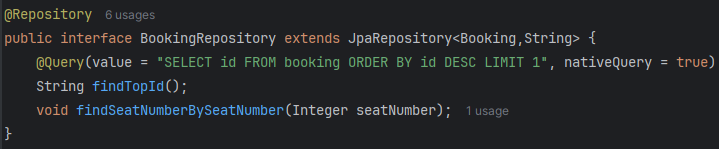 @Repository 6 usages
public interface BookingRepository extends JpaRepository<Booking,String> {
@Query(value = "SELECT id FROM booking ORDER BY id DESC LIMIT 1", nativeQuery = true)
String findTopId();
void findSeatNumberBySeatNumber(Integer seatNumber); 1 usage
}